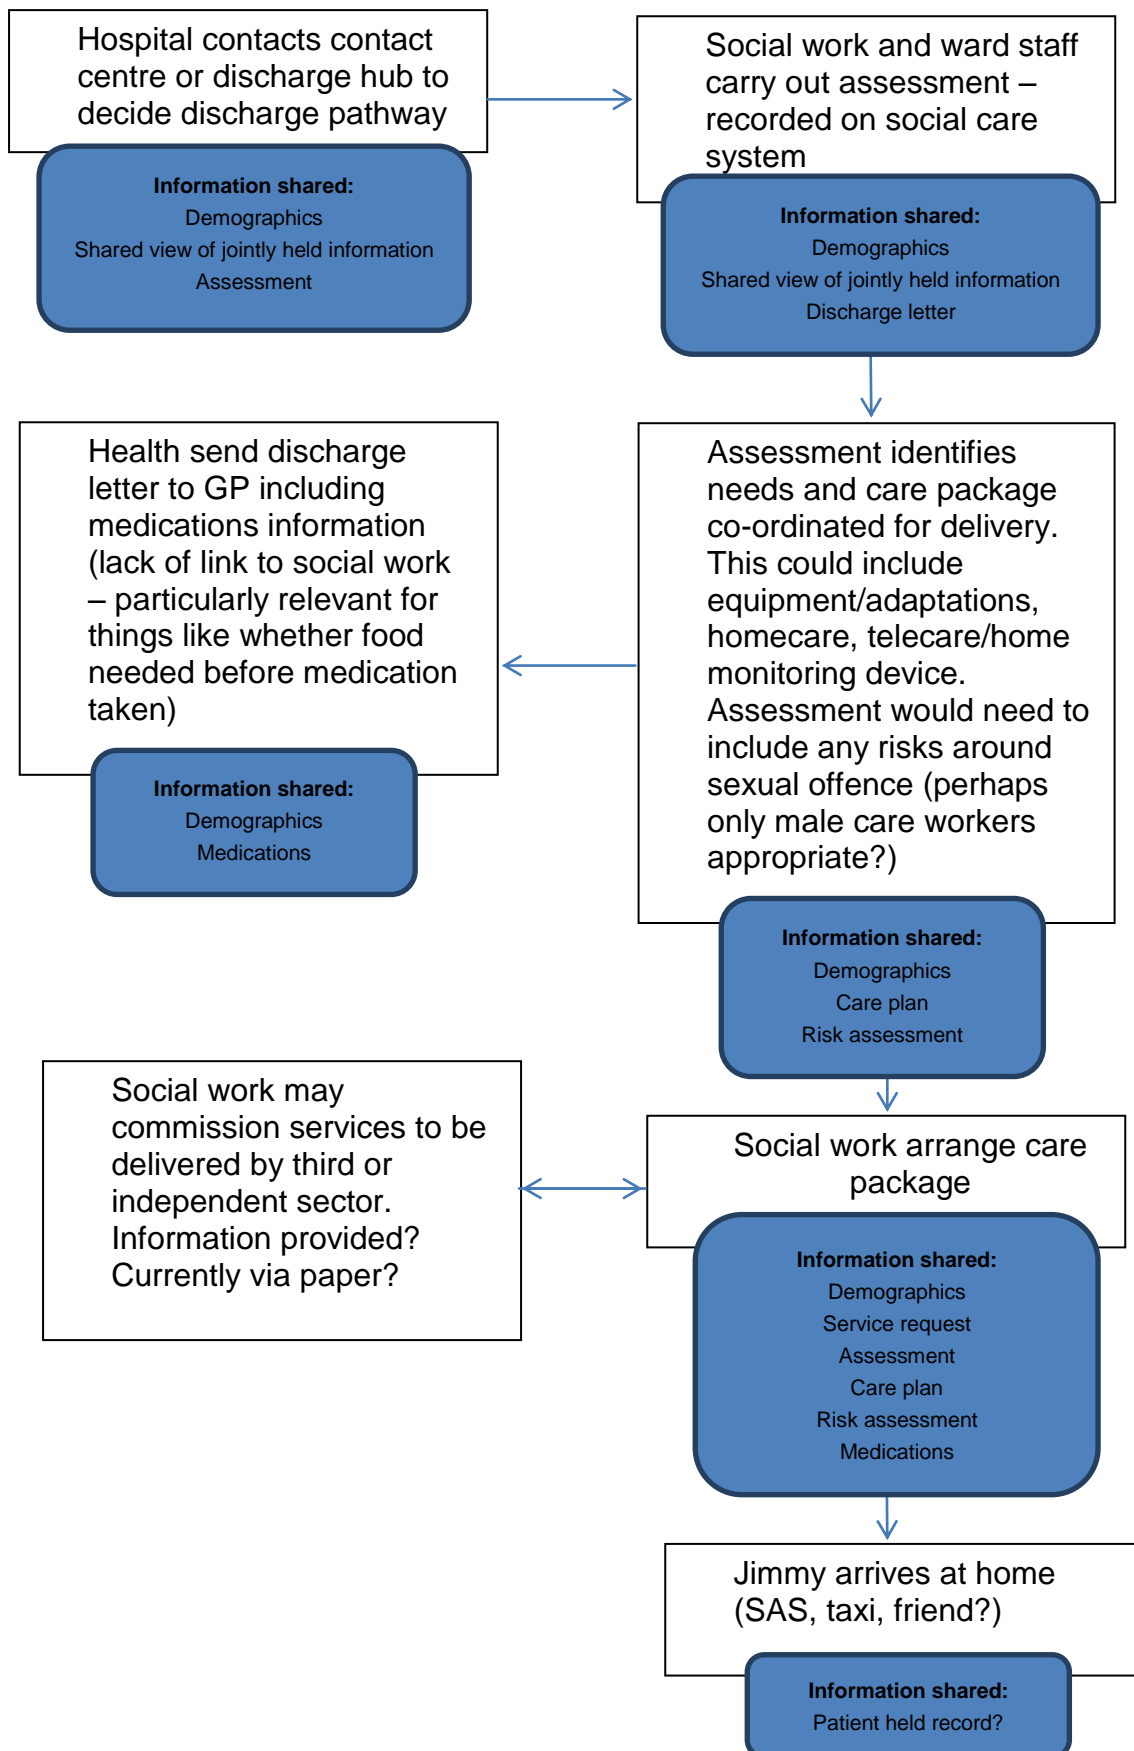 Hospital contacts contact
centre or discharge hub to
decide discharge pathway
Information shared:
Demographics
Shared view of jointly held information
Assessment
Social work and ward staff
carry out assessment –
recorded on social care
system
Information shared:
Demographics
Shared view of jointly held information
Discharge letter
Health send discharge
letter to GP including
medications information
(lack of link to social work
– particularly relevant for
things like whether food
needed before medication
taken)
Information shared:
Demographics
Medications
Assessment identifies
needs and care package
co-ordinated for delivery.
This could include
equipment/adaptations,
homecare, telecare/home
monitoring device.
Assessment would need to
include any risks around
sexual offence (perhaps
only male care workers
appropriate?)
Information shared:
Demographics
Care plan
Risk assessment
Social work may
commission services to be
delivered by third or
independent sector.
Information provided?
Currently via paper?
Social work arrange care
package
Information shared:
Demographics
Service request
Assessment
Care plan
Risk assessment
Medications
Jimmy arrives at home
(SAS, taxi, friend?)
Information shared:
Patient held record?